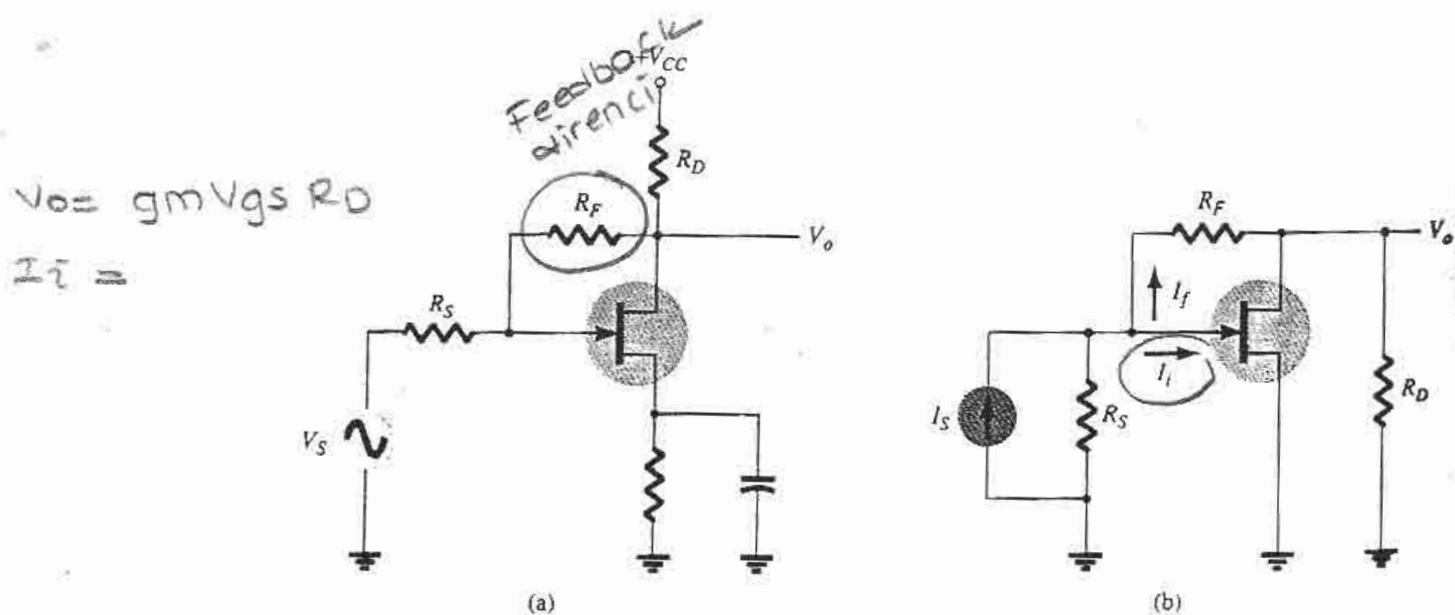 Feedback
direnci
+VCC
RD
Vo= gmVgs RD
Ii =
RF
Vo
RS
VS
(a)
RF
Vo
If
Ii
IS
RS
RD
(b)